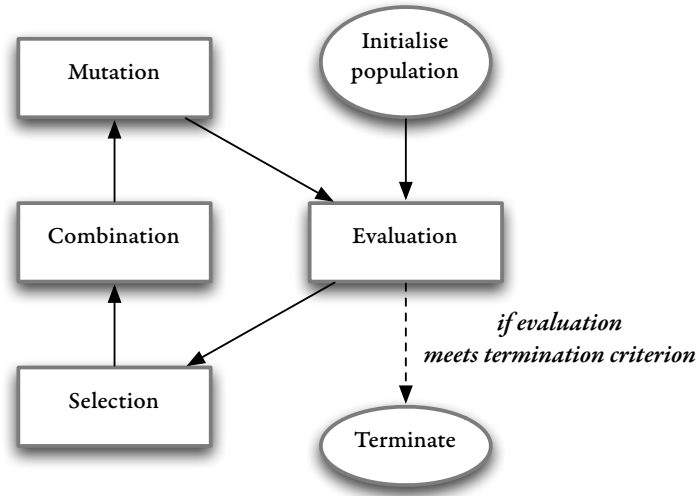 Initialise
population
Mutation
Combination
Evaluation
if evaluation
meets termination criterion
Selection
Terminate